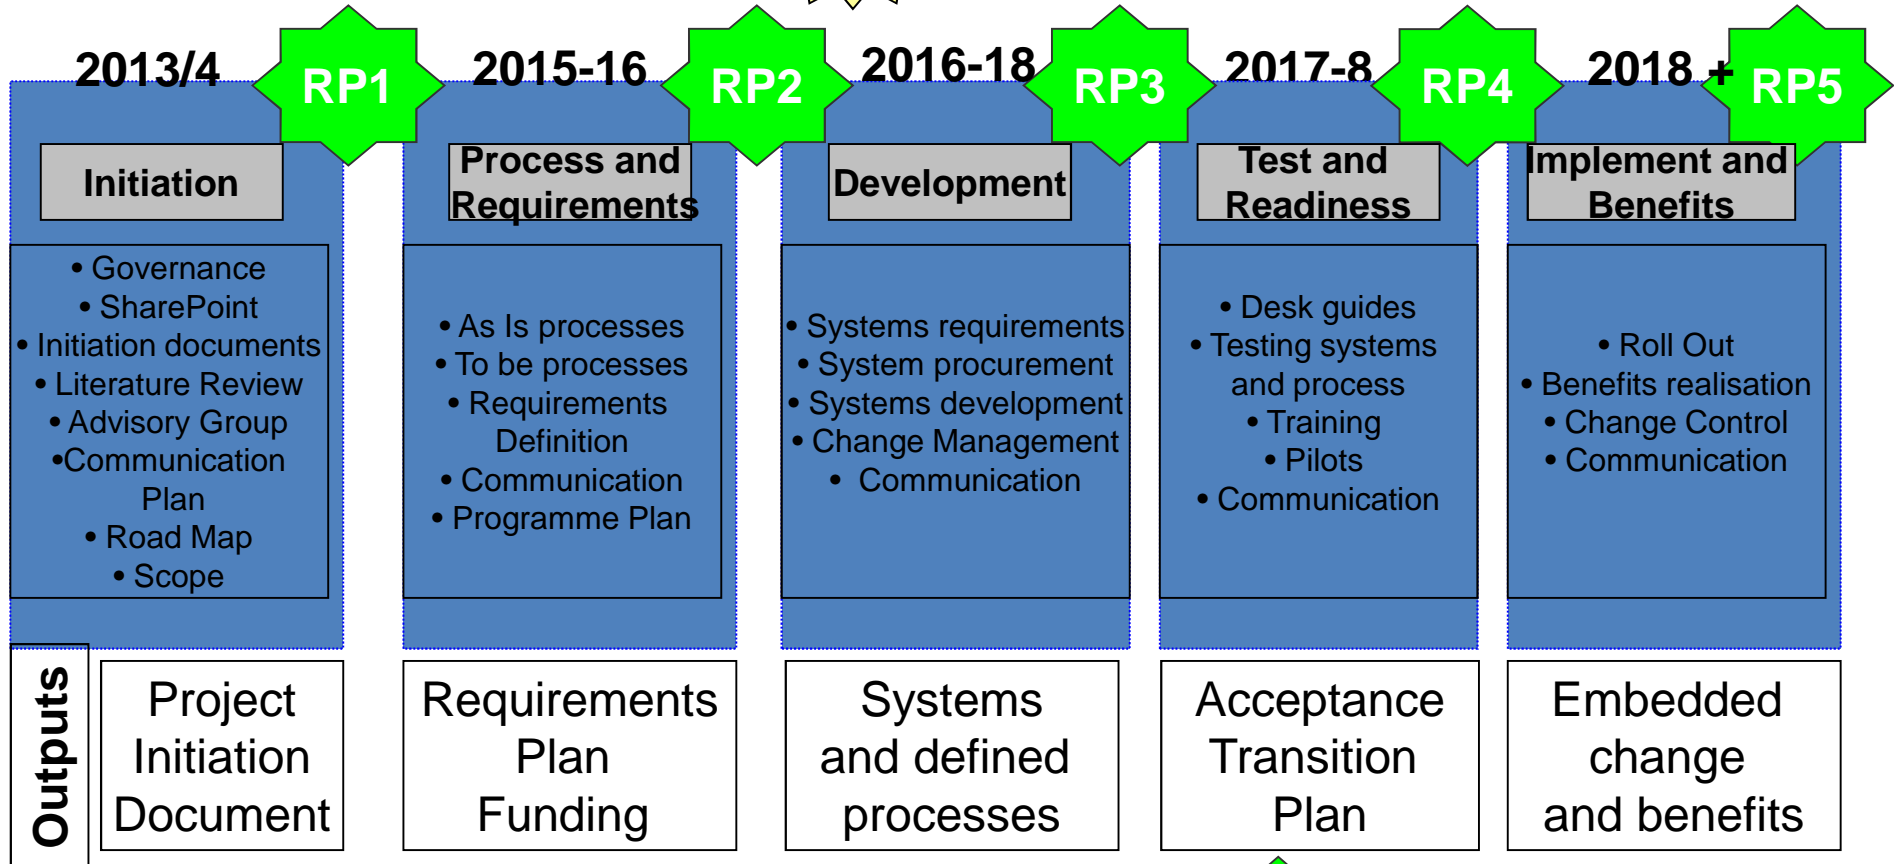 2013/4
RP1
2015-16
RP2
2016-18
RP3
2017-8
RP4
2018 +
RP5
Initiation
Process and
Requirements
Development
Test and
Readiness
Implement and
Benefits
• Governance
• SharePoint
• Initiation documents
• Literature Review
• Advisory Group
•Communication
Plan
• Road Map
• Scope
• As Is processes
• To be processes
• Requirements
Definition
• Communication
• Programme Plan
• Systems requirements
• System procurement
• Systems development
• Change Management
• Communication
• Desk guides
• Testing systems
and process
• Training
• Pilots
• Communication
• Roll Out
• Benefits realisation
• Change Control
• Communication
Outputs
Project
Initiation
Document
Requirements
Plan
Funding
Systems
and defined
processes
Acceptance
Transition
Plan
Embedded
change
and benefits